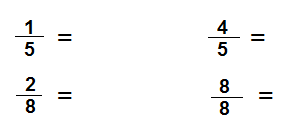 1/5 = 4/5 =
2/8 = 8/8 =